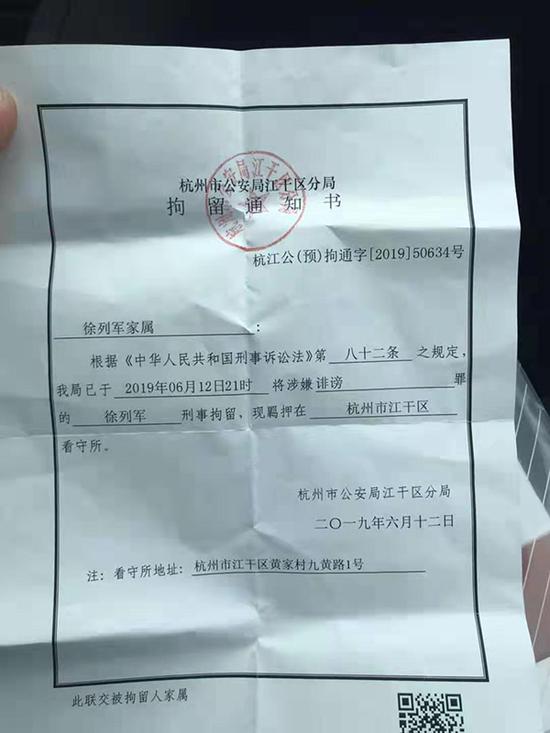 杭州市公安局江干区分局
拘留通知书
杭江公(预)拘通字[2019]50634号
徐列军家属:
根据《中华人民共和国刑事诉讼法》第 八十二条 之规定,
我局已于 2019年06月12日21时 将涉嫌 诽谤 罪
的 徐列军 刑事拘留,现羁押在 杭州市江干区
看守所。
杭州市公安局江干区分局
二〇一九年六月十二日
注:看守所地址:杭州市江干区黄家村九黄路1号
此联交被拘留人家属